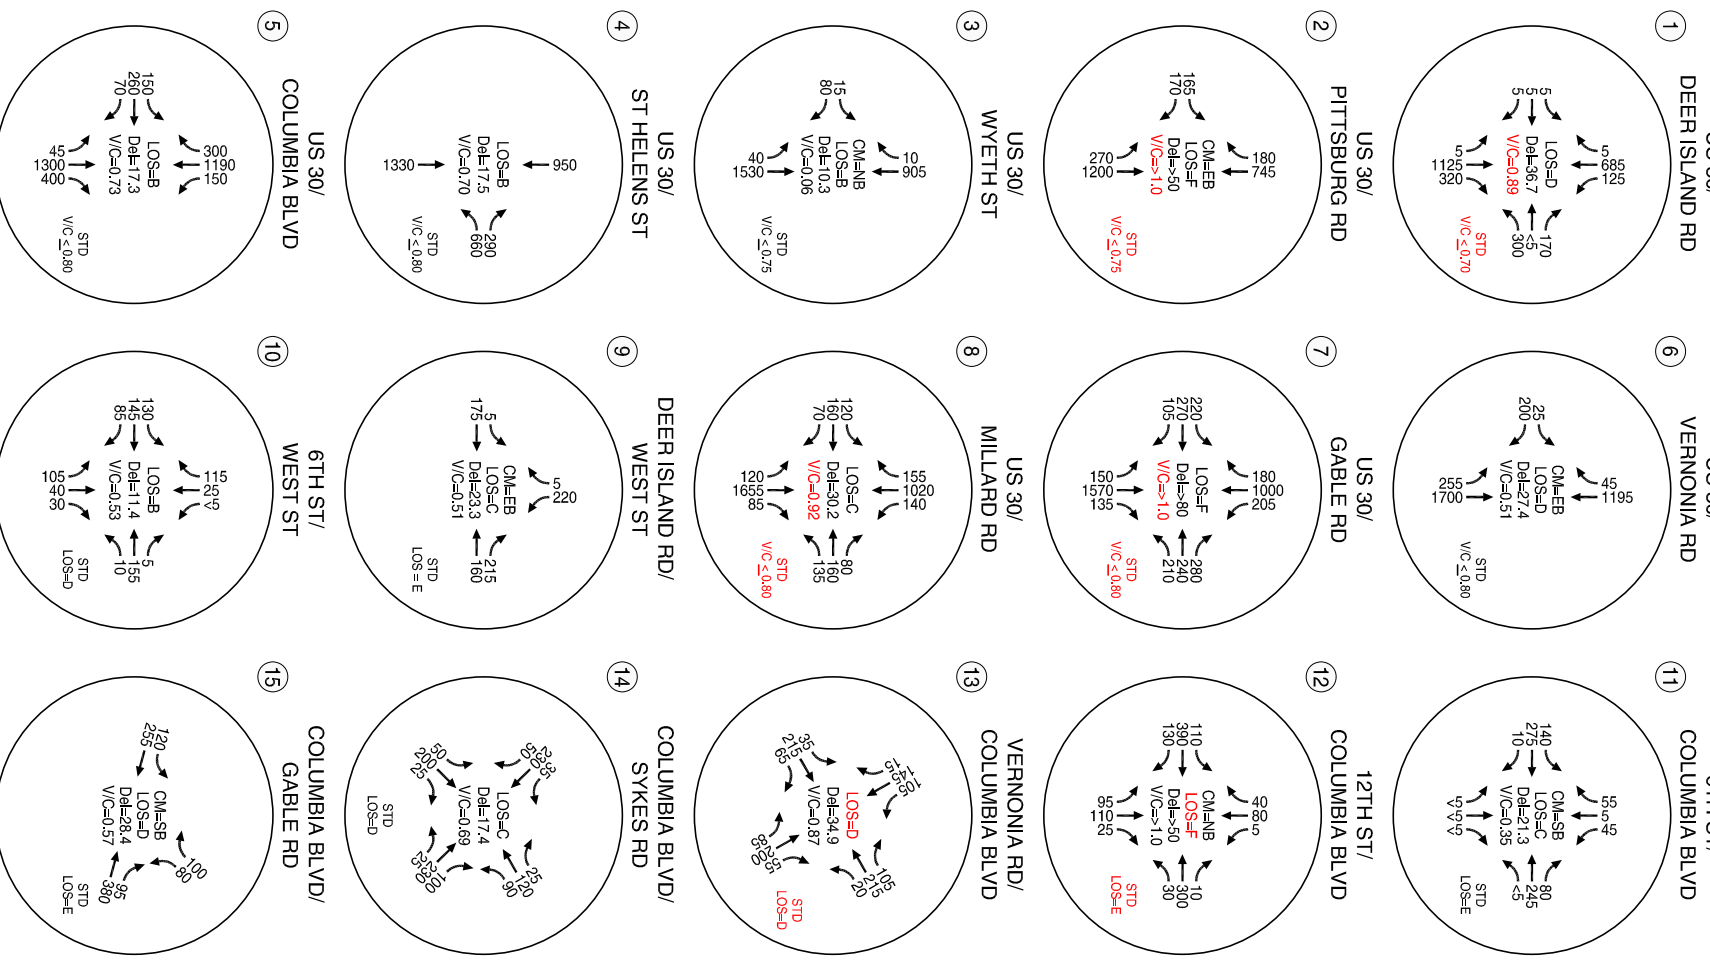 1
DEER ISLAND RD
5
685
125
5
5
5
LOS=D
Del=36.7
V/C=0.89
170
<5
300
5
1125
320
STD
V/C < 0.70
6
VERNONIA RD
45
1195
25
200
CM=EB
LOS=D
Del=27.4
V/C=0.51
255
1700
STD
V/C < 0.80
11
COLUMBIA BLVD
55
5
45
140
275
10
CM=SB
LOS=C
Del=21.3
V/C=0.35
80
245
<5
<5
<5
<5
STD
LOS=E
2
US 30/
PITTSBURG RD
180
745
165
170
CM=EB
LOS=F
Del=>50
V/C=>1.0
270
1200
STD
V/C < 0.75
7
US 30/
GABLE RD
180
1000
205
220
270
105
LOS=F
Del=>80
V/C=>1.0
280
240
210
150
1570
135
STD
V/C < 0.80
12
12TH ST/
COLUMBIA BLVD
40
80
5
110
390
130
CM=NB
LOS=F
Del=>50
V/C=>1.0
10
300
30
95
110
25
STD
LOS=E
3
US 30/
WYETH ST
10
905
15
80
CM=NB
LOS=B
Del=10.3
V/C=0.06
40
1530
STD
V/C < 0.75
8
US 30/
MILLARD RD
155
1020
140
120
160
70
LOS=C
Del=30.2
V/C=0.92
80
160
135
120
1655
85
STD
V/C < 0.80
13
VERNONIA RD/
COLUMBIA BLVD
145
105
35
215
65
LOS=D
Del=34.9
V/C=0.87
105
215
20
STD
LOS=D
4
US 30/
ST HELENS ST
950
LOS=B
Del=17.5
V/C=0.70
290
660
1330
STD
V/C < 0.80
9
DEER ISLAND RD/
WEST ST
5
220
5
175
CM=EB
LOS=C
Del=23.3
V/C=0.51
215
160
STD
LOS = E
14
COLUMBIA BLVD/
SYKES RD
50
200
25
LOS=C
Del=17.4
V/C=0.69
25
120
90
STD
LOS=D
5
US 30/
COLUMBIA BLVD
300
1190
150
150
260
70
LOS=B
Del=17.3
V/C=0.73
45
1300
400
STD
V/C < 0.80
10
6TH ST/
WEST ST
115
25
<5
130
145
85
LOS=B
Del=11.4
V/C=0.53
5
155
10
105
40
30
STD
LOS=D
15
COLUMBIA BLVD/
GABLE RD
120
255
CM=SB
LOS=D
Del=28.4
V/C=0.57
100
80
95
380
STD
LOS=E